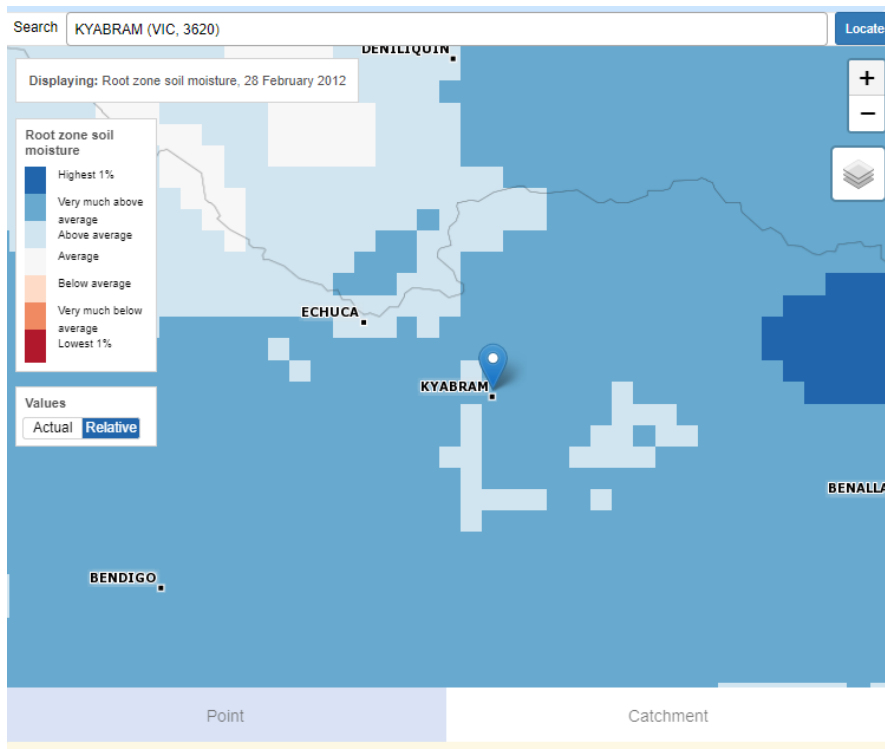 Search
KYABRAM (VIC, 3620)
Locate
DENILIQUIN
Displaying: Root zone soil moisture, 28 February 2012
+
−
Root zone soil
moisture
Highest 1%
Very much above
average
Above average
Average
Below average
Very much below
average
Lowest 1%
ECHUCA
KYABRAM
Values
Actual
Relative
BENALLA
BENDIGO
Point
Catchment